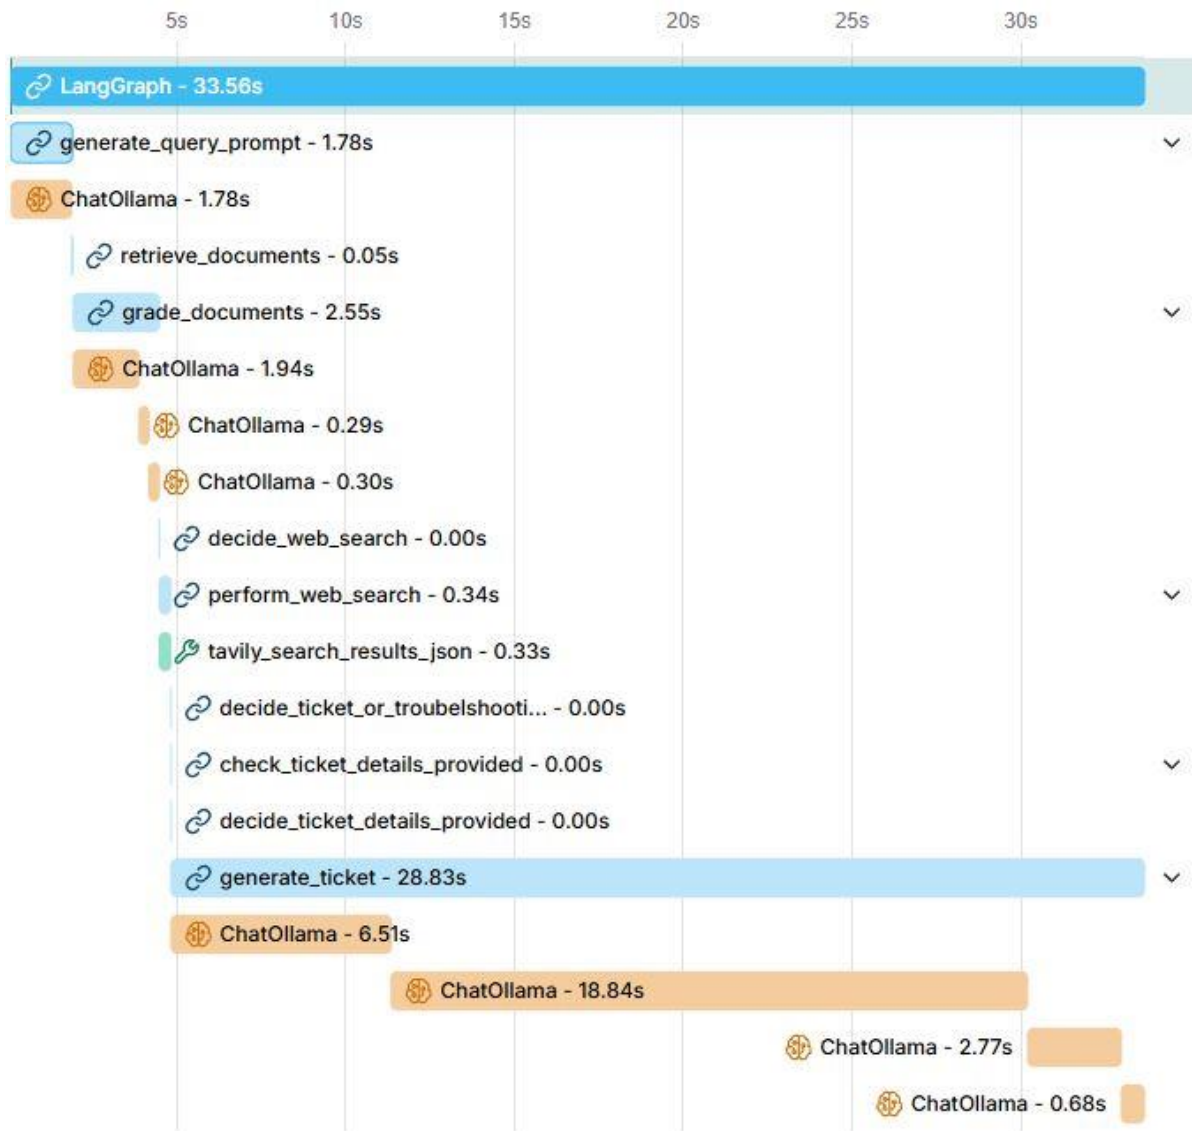 5s 10s 15s 20s 25s 30s
LangGraph - 33.56s
generate_query_prompt - 1.78s
ChatOllama - 1.78s
retrieve_documents - 0.05s
grade_documents - 2.55s
ChatOllama - 1.94s
ChatOllama - 0.29s
ChatOllama - 0.30s
decide_web_search - 0.00s
perform_web_search - 0.34s
tavily_search_results_json - 0.33s
decide_ticket_or_troubelshooti... - 0.00s
check_ticket_details_provided - 0.00s
decide_ticket_details_provided - 0.00s
generate_ticket - 28.83s
ChatOllama - 6.51s
ChatOllama - 18.84s
ChatOllama - 2.77s
ChatOllama - 0.68s